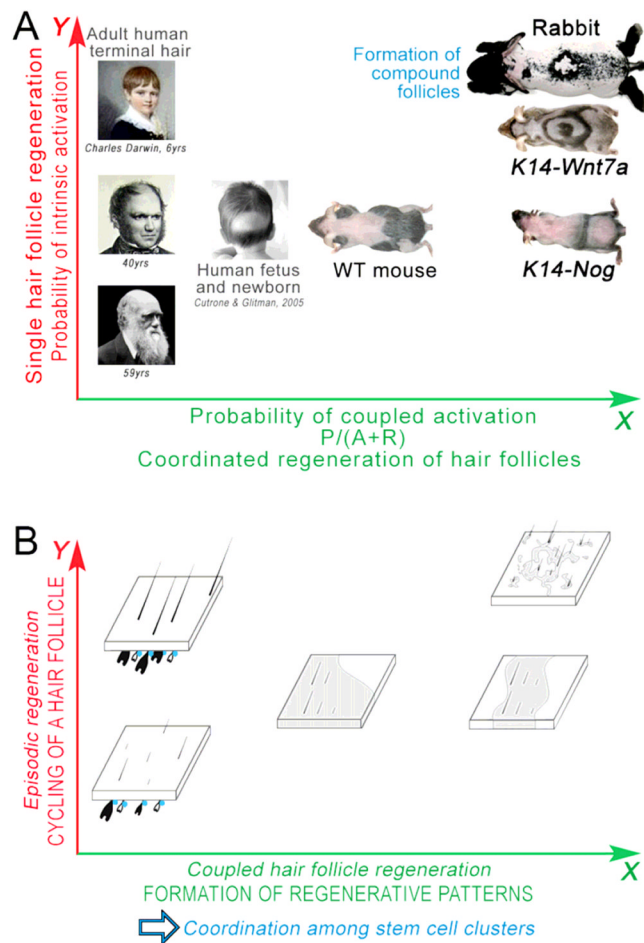 A
Y
Single hair follicle regeneration
Probability of intrinsic activation
Adult human
terminal hair
Charles Darwin, 6yrs
40yrs
59yrs
Human fetus
and newborn
Cutrone & Glitman, 2005
WT mouse
Formation of
compound
follicles
Rabbit
K14-Wnt7a
K14-Nog
X
Probability of coupled activation
P/(A+R)
Coordinated regeneration of hair follicles
B
Y
Episodic regeneration
CYCLING OF A HAIR FOLLICLE
X
Coupled hair follicle regeneration
FORMATION OF REGENERATIVE PATTERNS
Coordination among stem cell clusters